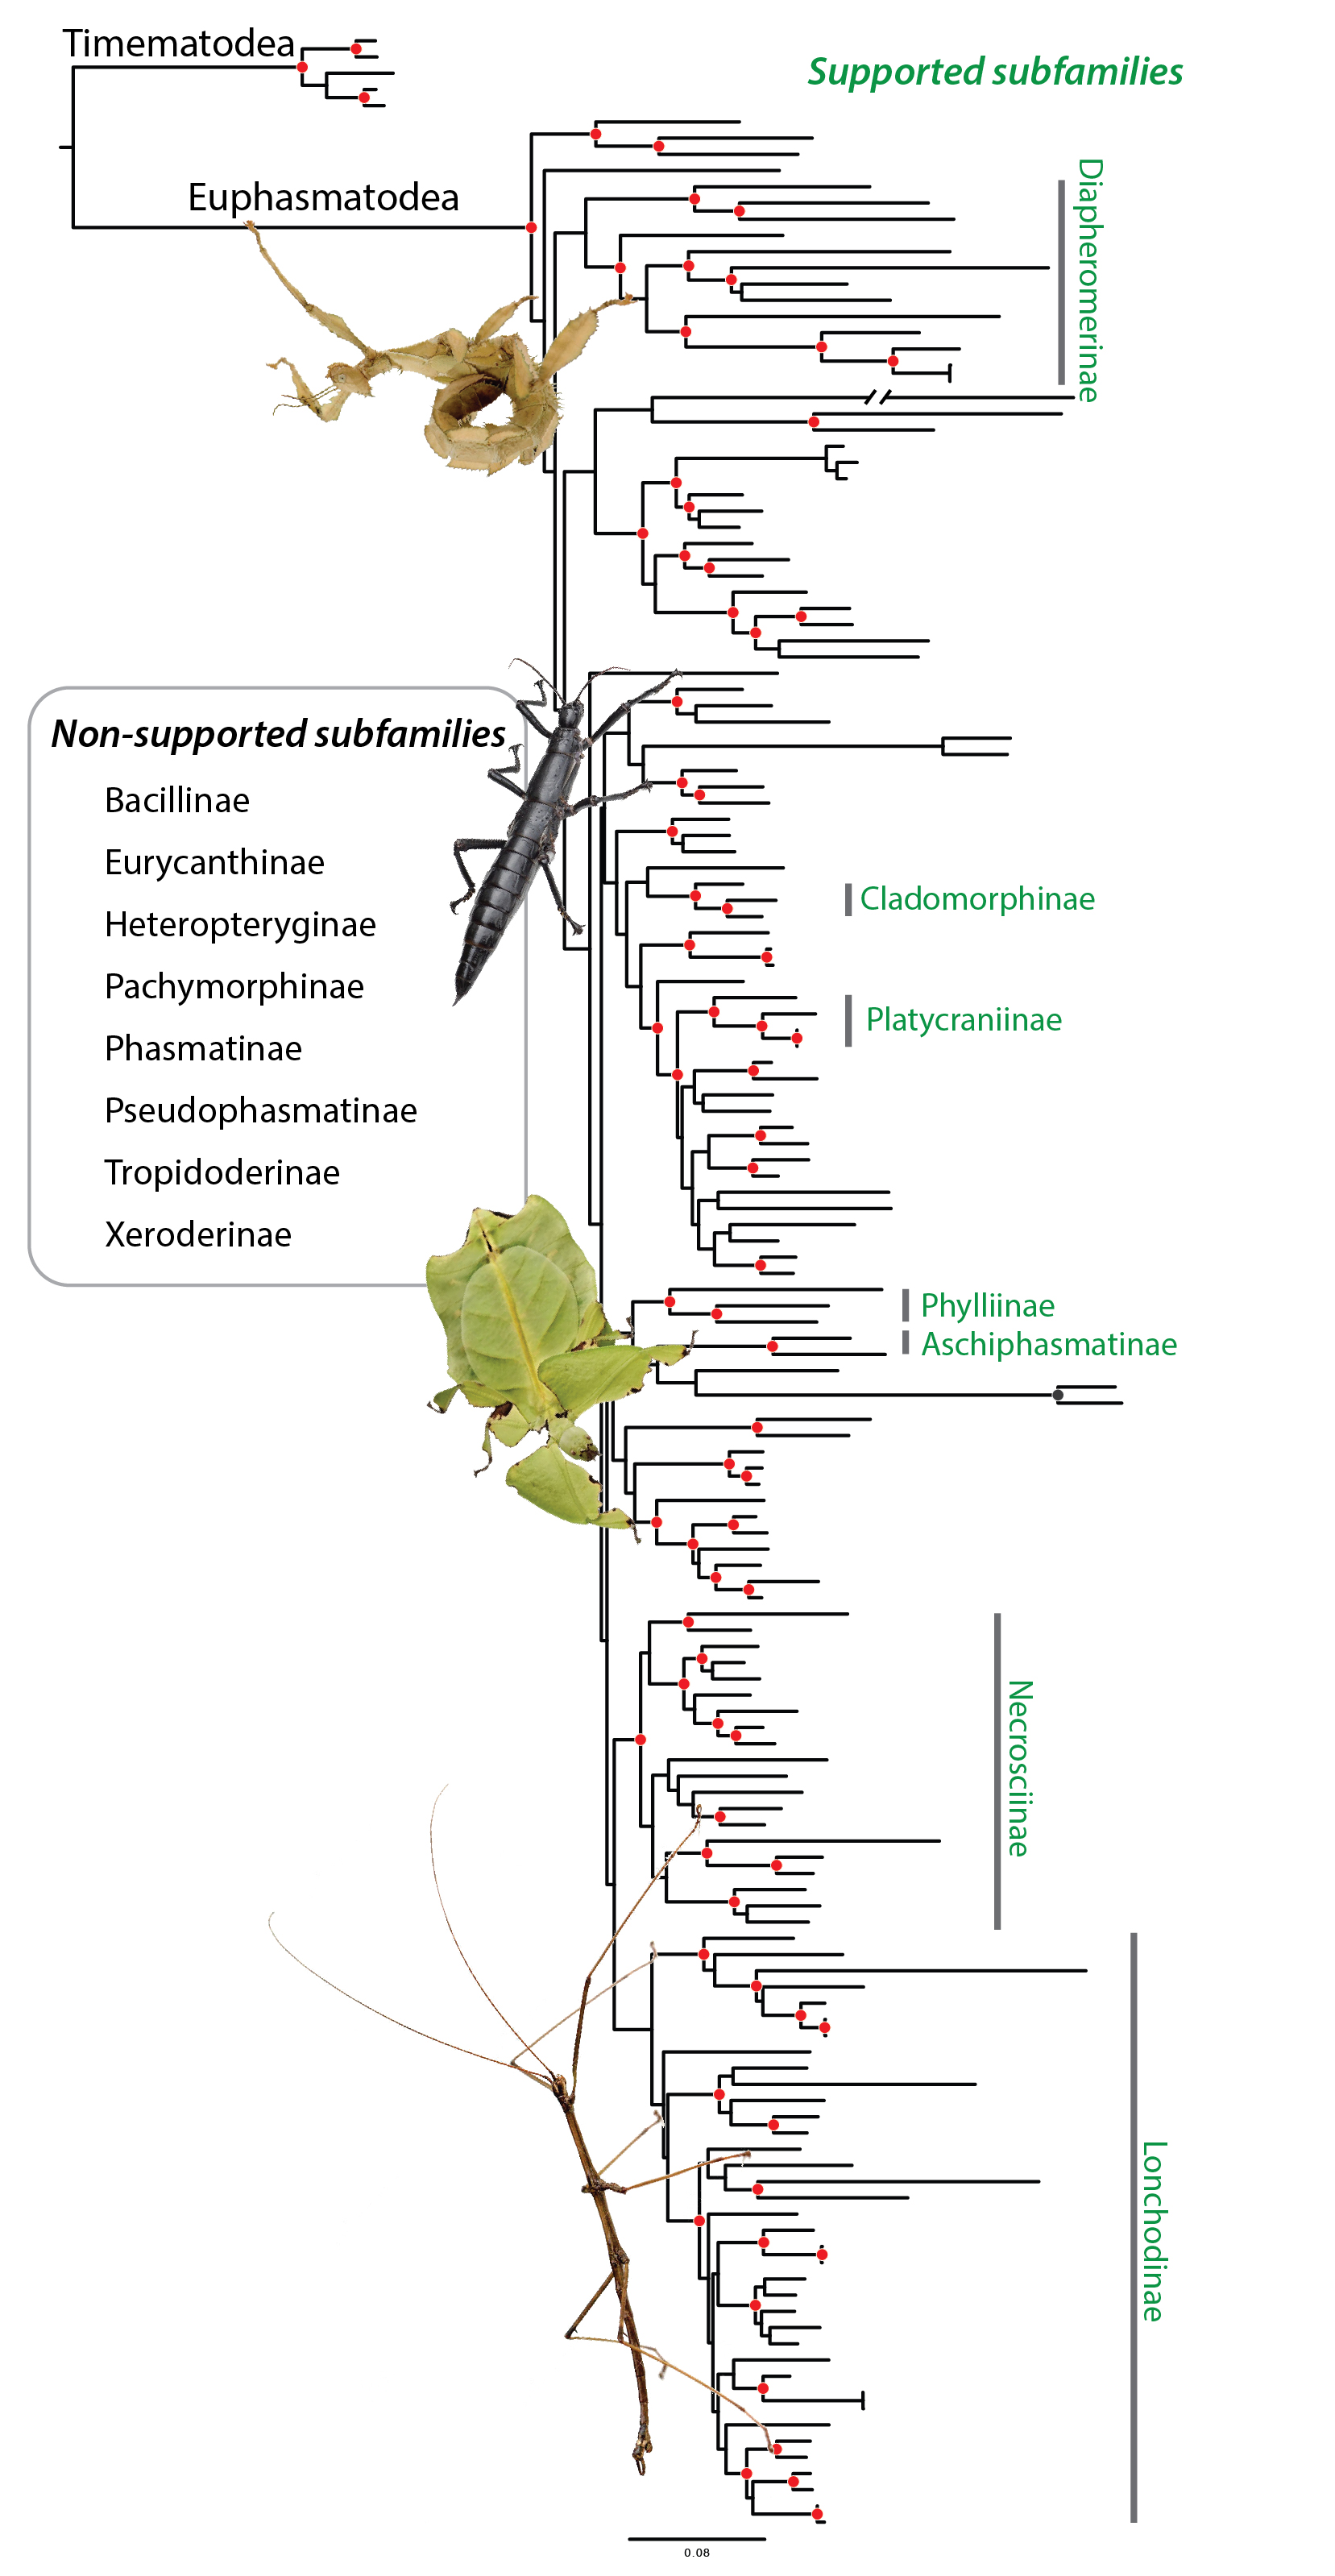 Timematodea
Supported subfamilies
Euphasmatodea
Diapheromerinae
Non-supported subfamilies
Bacillinae
Eurycanthinae
Heteropteryginae
Pachymorphinae
Phasmatinae
Pseudophasmatinae
Tropidoderinae
Xeroderinae
Cladomorphinae
Platycraniinae
Phylliinae
Aschiphasmatinae
Necrosciinae
Lonchodinae
0.08